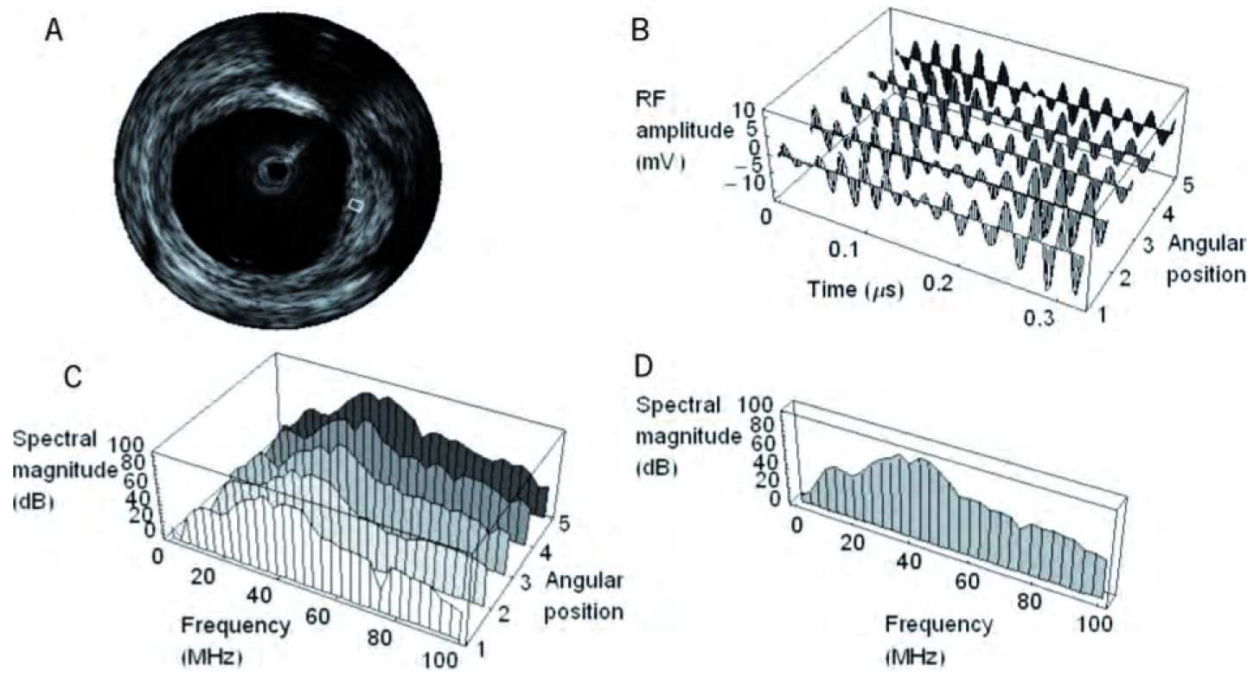 A
B
RF
amplitude
(mV)
10
5
0
−5
−10
0
0.1
0.2
0.3
Time (μs)
1
2
3
4
5
Angular
position
C
Spectral
magnitude
(dB)
100
80
60
40
20
0
0
20
40
60
80
100
Frequency
(MHz)
1
2
3
4
5
Angular
position
D
Spectral
magnitude
(dB)
100
80
60
40
20
0
0
20
40
60
80
100
Frequency
(MHz)